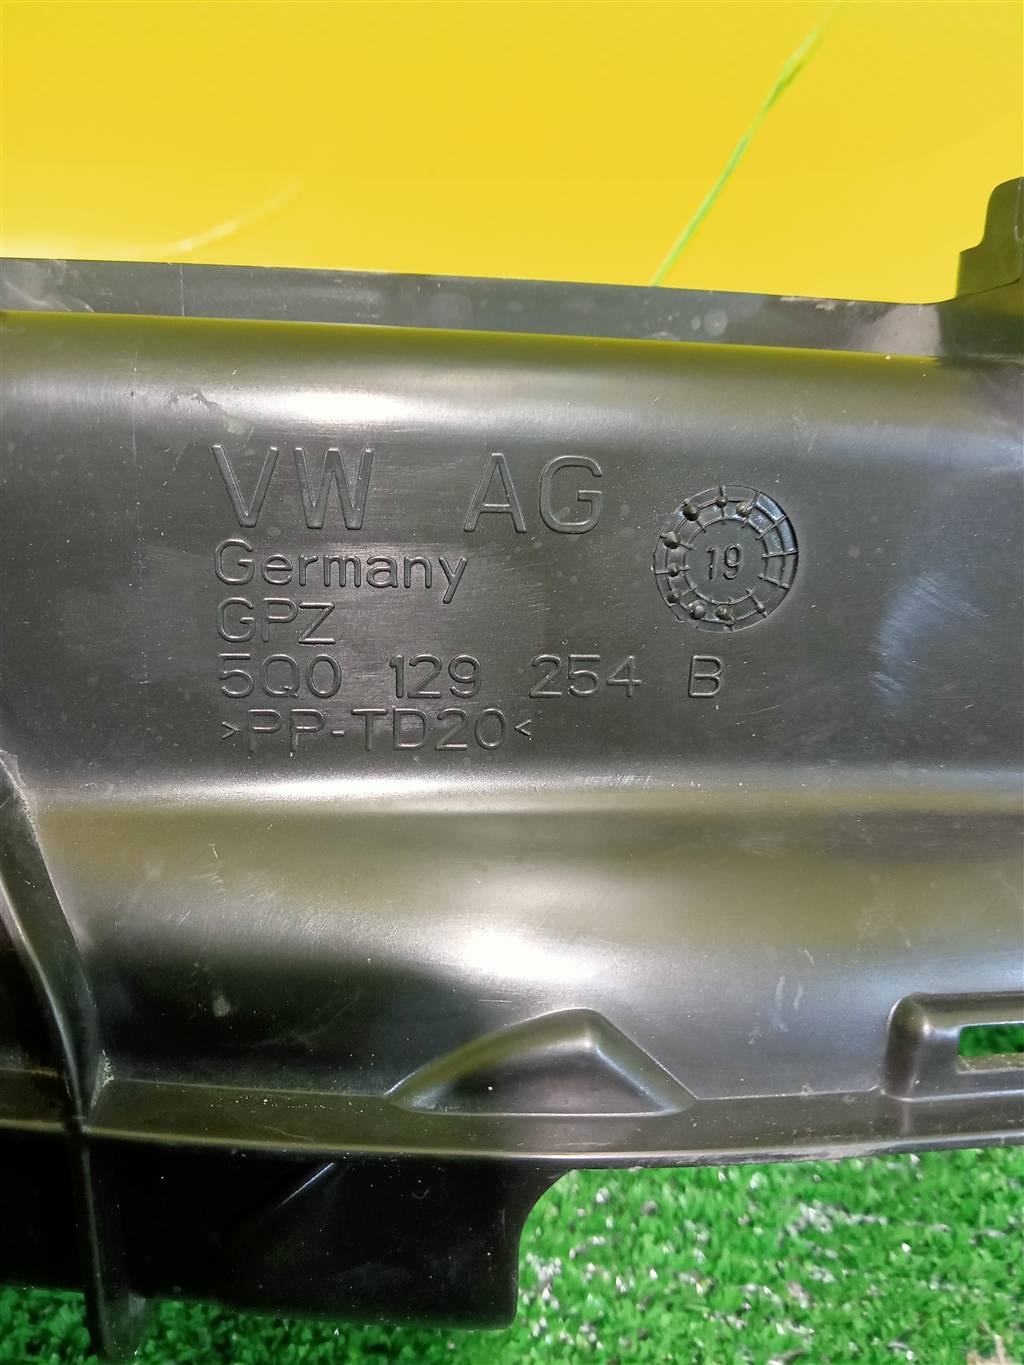 VW AG
Germany
GPZ
5Q0 129 254 B
>PP-TD20<
19